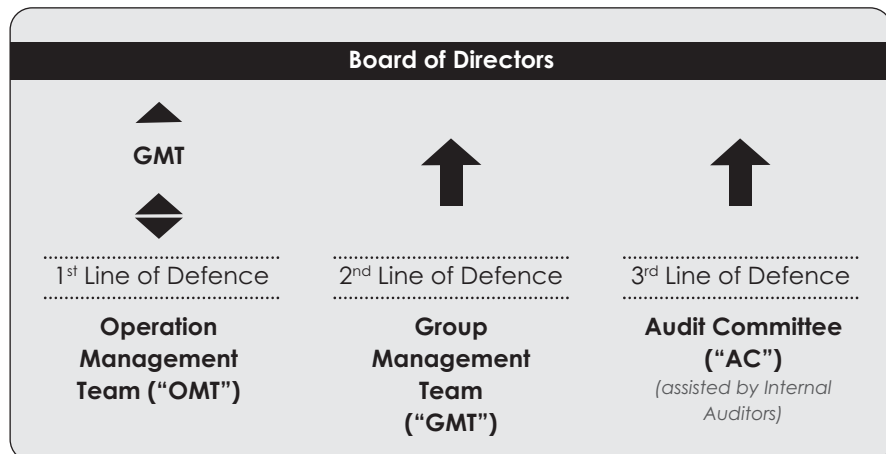 Board of Directors
GMT
1st Line of Defence
Operation
Management
Team (“OMT”)
2nd Line of Defence
Group
Management
Team
(“GMT”)
3rd Line of Defence
Audit Committee
(“AC”)
(assisted by Internal
Auditors)